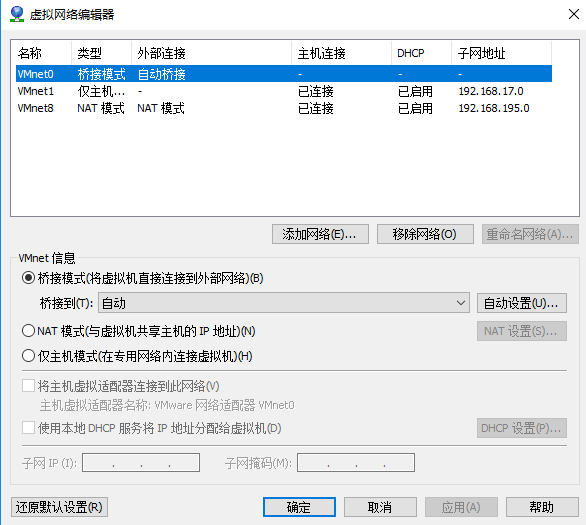 虚拟网络编辑器
名称 类型 外部连接 主机连接 DHCP 子网地址
VMnet0 桥接模式 自动桥接 - - -
VMnet1 仅主机... - 已连接 已启用 192.168.17.0
VMnet8 NAT 模式 NAT 模式 已连接 已启用 192.168.195.0
添加网络(E)... 移除网络(O) 重命名网络(A)...
VMnet 信息
桥接模式(将虚拟机直接连接到外部网络)(B)
桥接到(T): 自动 自动设置(U)...
NAT 模式(与虚拟机共享主机的 IP 地址)(N) NAT 设置(S)...
仅主机模式(在专用网络内连接虚拟机)(H)
将主机虚拟适配器连接到此网络(V)
主机虚拟适配器名称: VMware 网络适配器 VMnet0
使用本地 DHCP 服务将 IP 地址分配给虚拟机(D) DHCP 设置(P)...
子网 IP (I): . . . 子网掩码(M): . . .
还原默认设置(R) 确定 取消 应用(A) 帮助